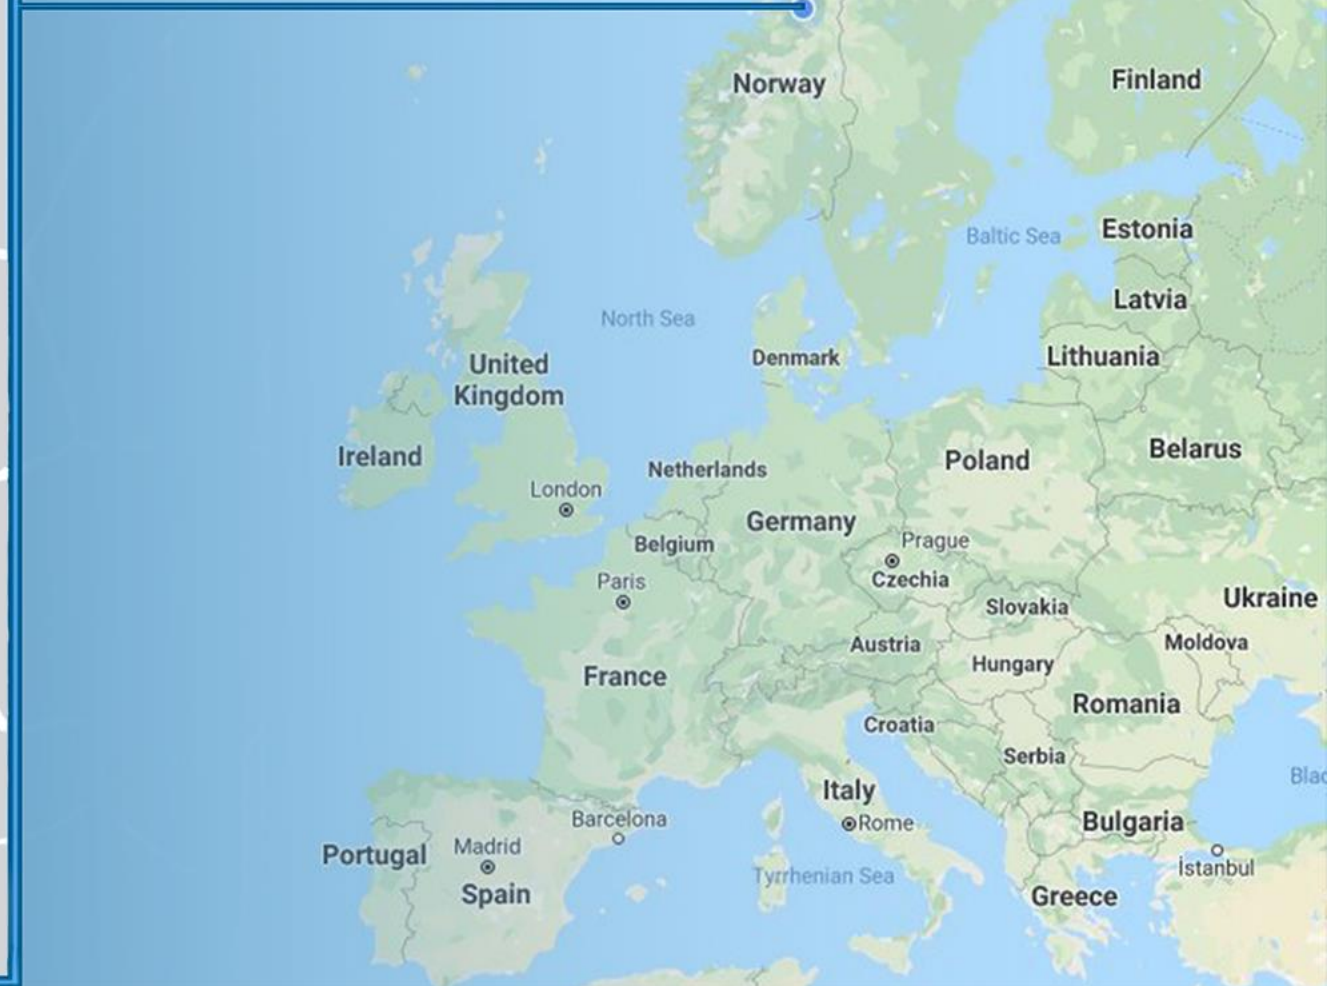 Norway
Finland
Baltic Sea
Estonia
Latvia
North Sea
Denmark
Lithuania
United
Kingdom
Ireland
Netherlands
Poland
Belarus
London
Germany
Belgium
Prague
Czechia
Paris
Slovakia
Ukraine
Austria
Moldova
Hungary
France
Romania
Croatia
Serbia
Italy
Barcelona
Rome
Bulgaria
Portugal
Madrid
Spain
Tyrrhenian Sea
İstanbul
Greece